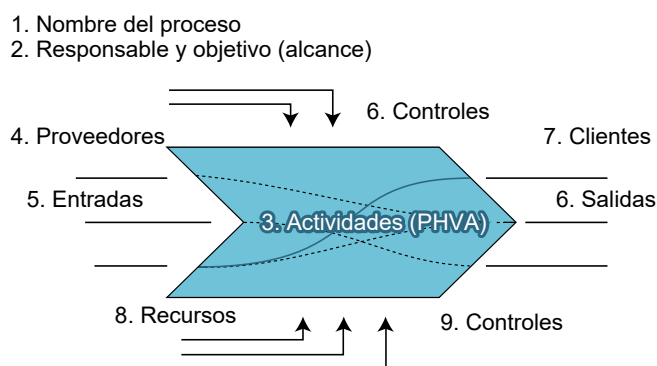 1. Nombre del proceso
2. Responsable y objetivo (alcance)
6. Controles
4. Proveedores
7. Clientes
5. Entradas
6. Salidas
3. Actividades (PHVA)
8. Recursos
9. Controles